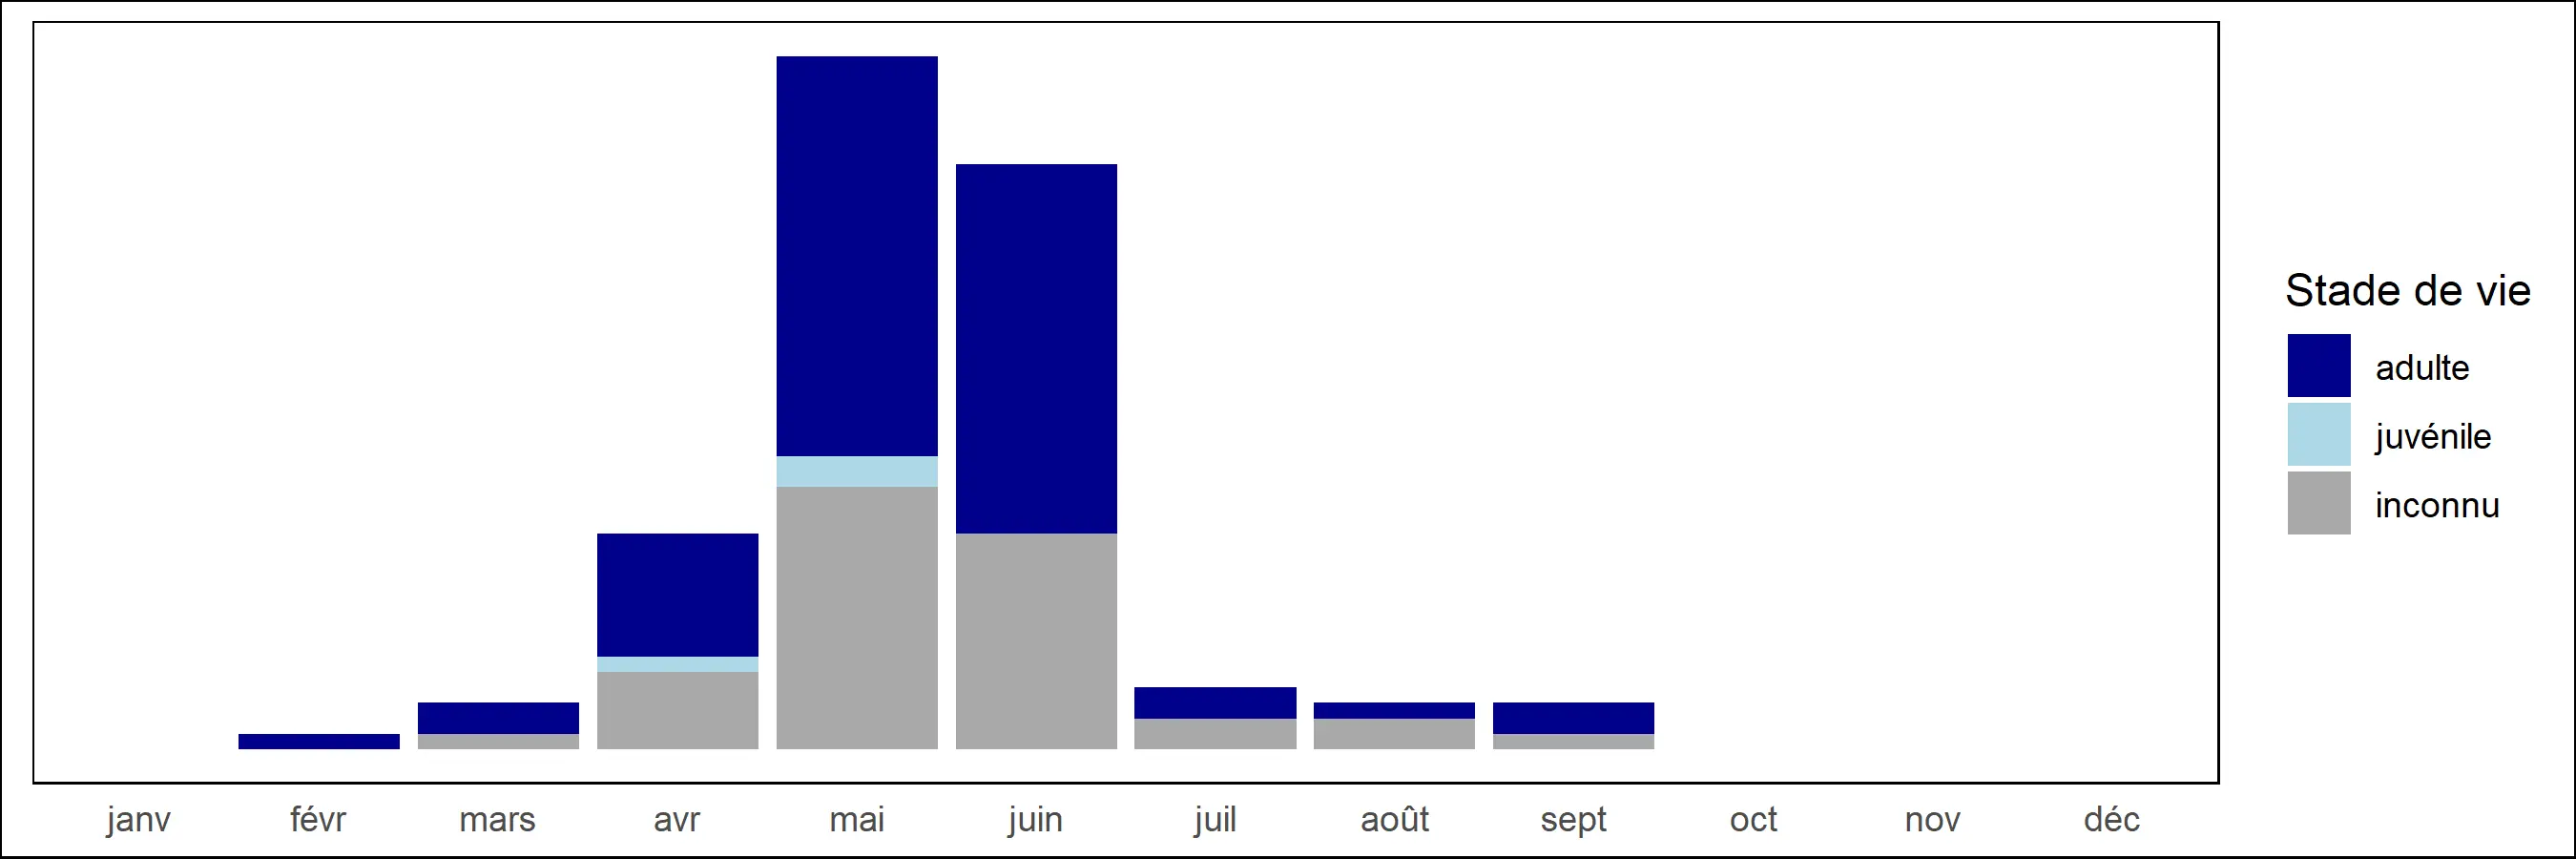 Stade de vie
adulte
juvénile
inconnu
janv févr mars avr mai juin juil août sept oct nov déc